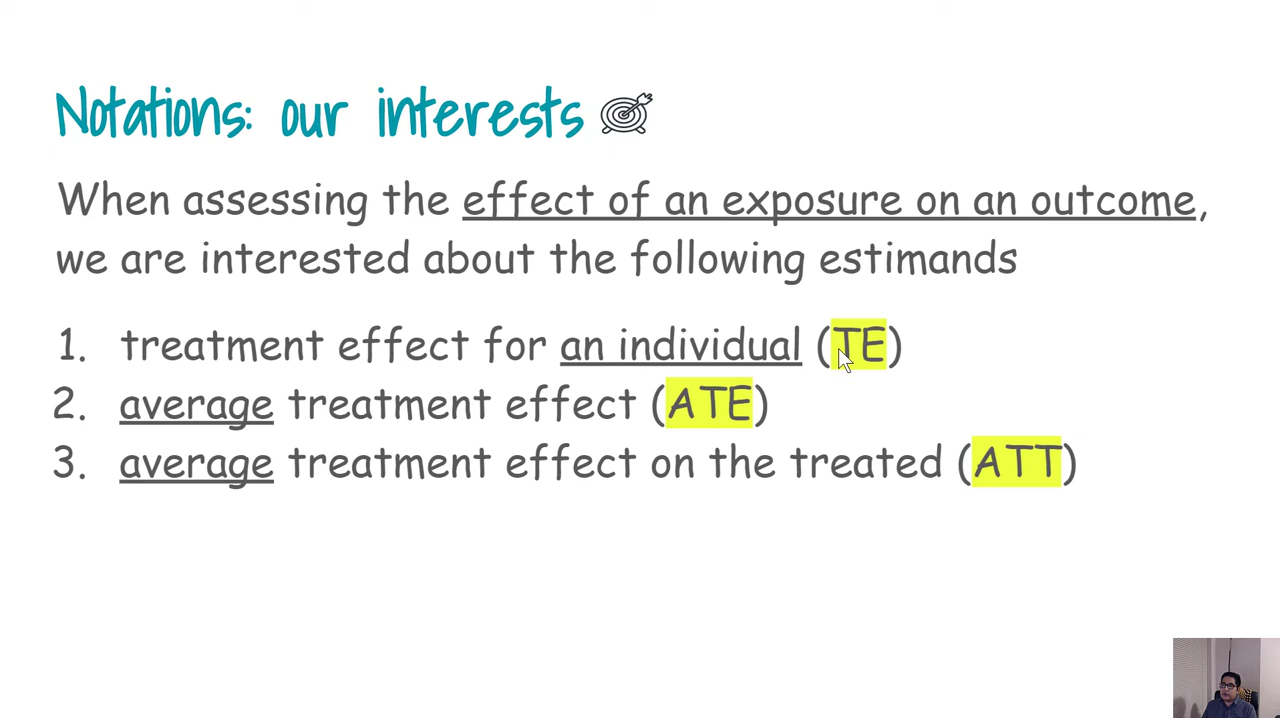 Notations: our interests
When assessing the effect of an exposure on an outcome,
we are interested about the following estimands
1. treatment effect for an individual (TE)
2. average treatment effect (ATE)
3. average treatment effect on the treated (ATT)